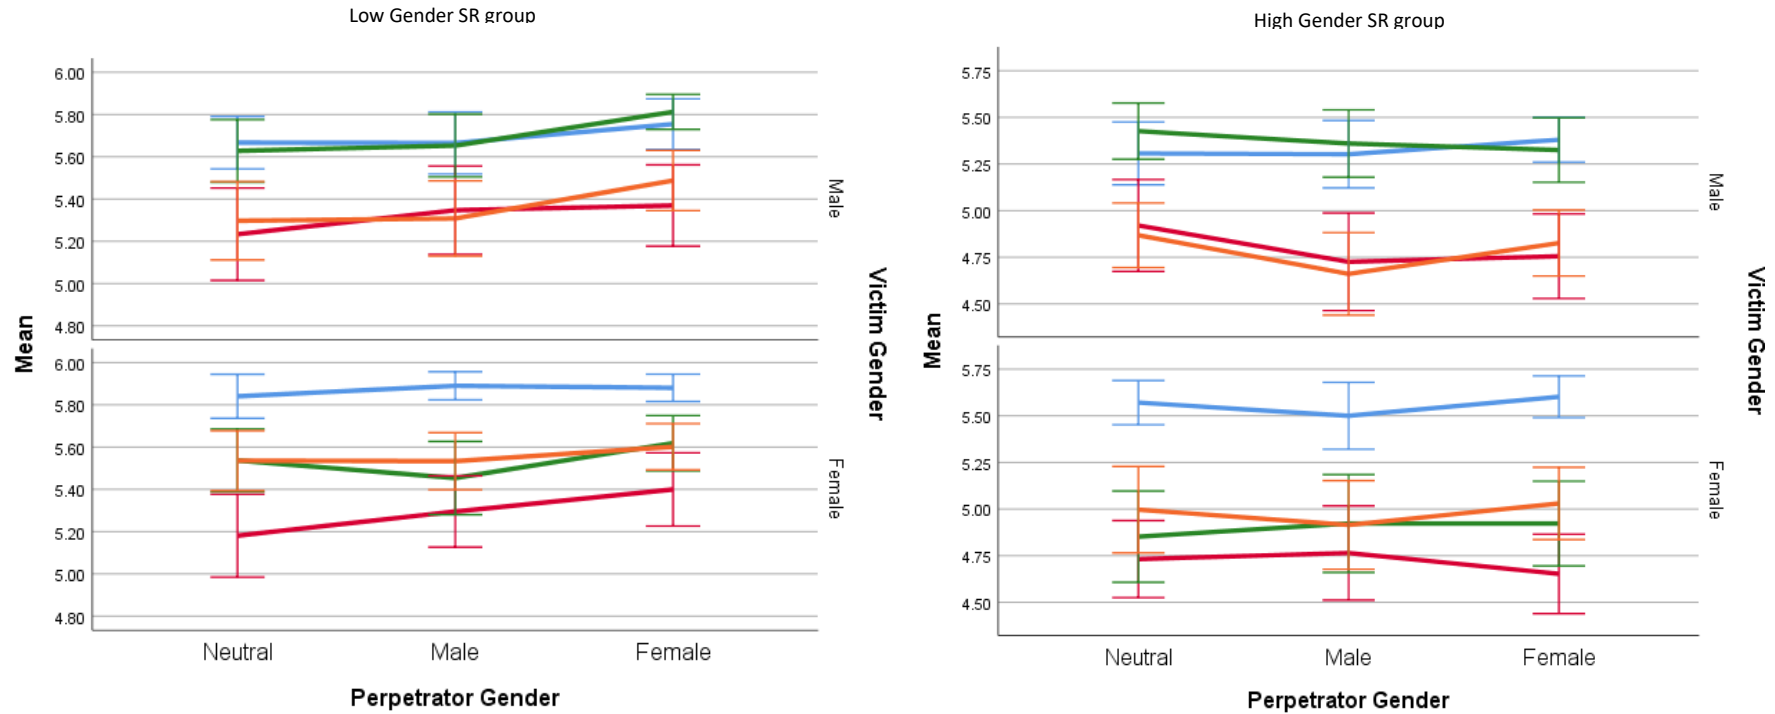 Low Gender SR group
6.00
5.80
5.60
5.40
5.20
5.00
4.80
Male
6.00
5.80
5.60
5.40
5.20
5.00
4.80
Female
Mean
Victim Gender
Neutral Male Female
Perpetrator Gender
High Gender SR group
5.75
5.50
5.25
5.00
4.75
4.50
Male
5.75
5.50
5.25
5.00
4.75
4.50
Female
Mean
Victim Gender
Neutral Male Female
Perpetrator Gender